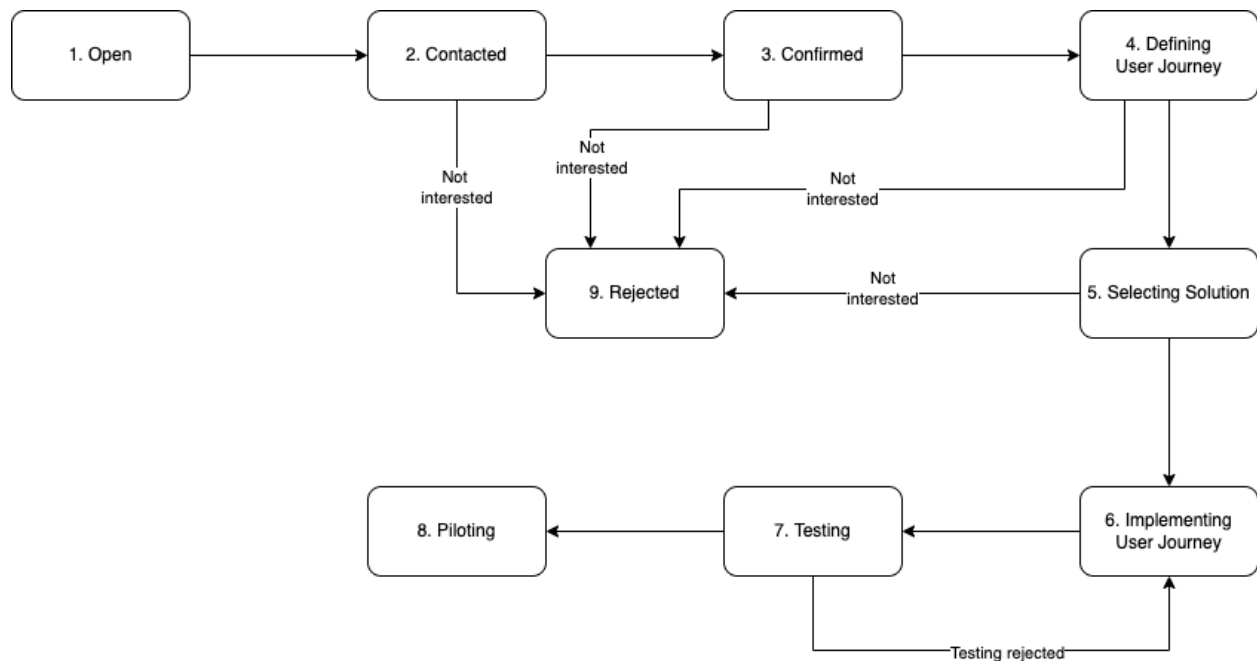 1. Open
2. Contacted
3. Confirmed
4. Defining
User Journey
Not
interested
Not
interested
Not
interested
9. Rejected
Not
interested
5. Selecting Solution
8. Piloting
7. Testing
6. Implementing
User Journey
Testing rejected